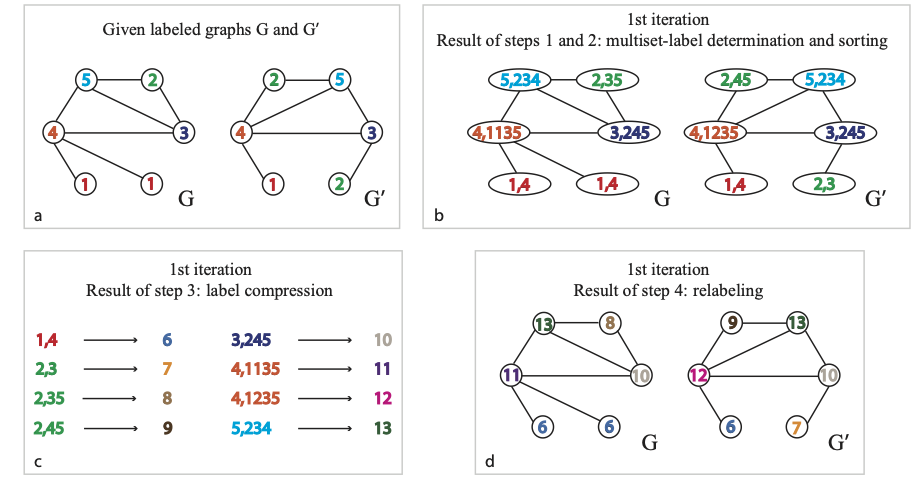 Given labeled graphs G and G′
5 2 2 5
4 3 4 3
1 1 G 1 2 G′
a
1st iteration
Result of steps 1 and 2: multiset-label determination and sorting
5,234 2,35 2,45 5,234
4,1135 3,245 4,1235 3,245
1,4 1,4 G 1,4 2,3 G′
b
1st iteration
Result of step 3: label compression
1,4 ⟶ 6 3,245 ⟶ 10
2,3 ⟶ 7 4,1135 ⟶ 11
2,35 ⟶ 8 4,1235 ⟶ 12
2,45 ⟶ 9 5,234 ⟶ 13
c
1st iteration
Result of step 4: relabeling
13 8 9 13
11 10 12 10
6 6 G 6 7 G′
d